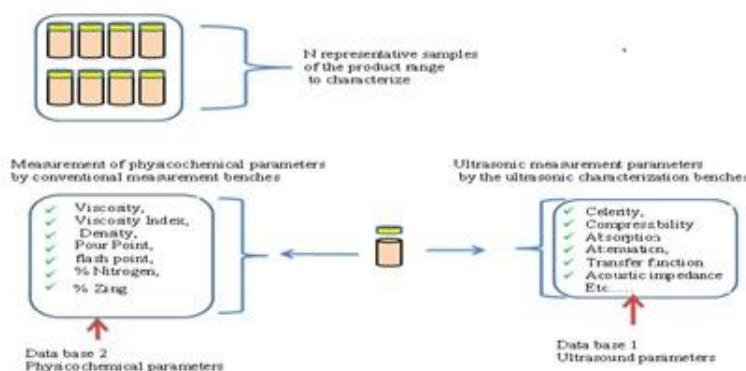 N representative samples
of the product range
to characterize
Measurement of physicochemical parameters
by conventional measurement benches
Ultrasonic measurement parameters
by the ultrasonic characterization benches
Viscosity,
Viscosity Index,
Density,
Pour Point,
flash point,
% Nitrogen,
% Zing
Celerity,
Compressibility
Absorption
Attenuation,
Transfer function
Acoustic impedance
Etc.....
Data base 2
Physicochemical parameters
Data base 1
Ultrasound parameters